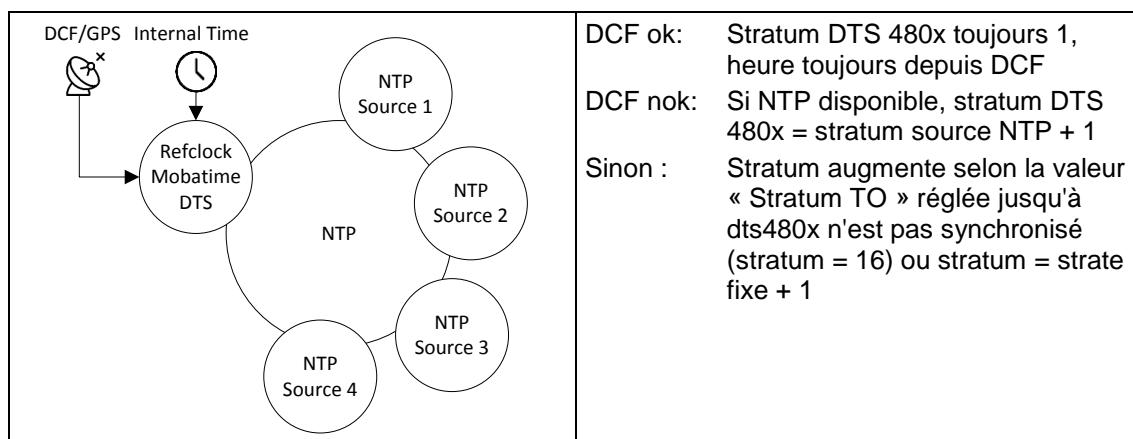 DCF/GPS Internal Time
NTP
Source 1
Refclock
Mobatime
DTS
NTP
Source 2
NTP
NTP
Source 3
NTP
Source 4
DCF ok: Stratum DTS 480x toujours 1,
heure toujours depuis DCF
DCF nok: Si NTP disponible, stratum DTS
480x = stratum source NTP + 1
Sinon : Stratum augmente selon la valeur
« Stratum TO » réglée jusqu'à
dts480x n'est pas synchronisé
(stratum = 16) ou stratum = strate
fixe + 1